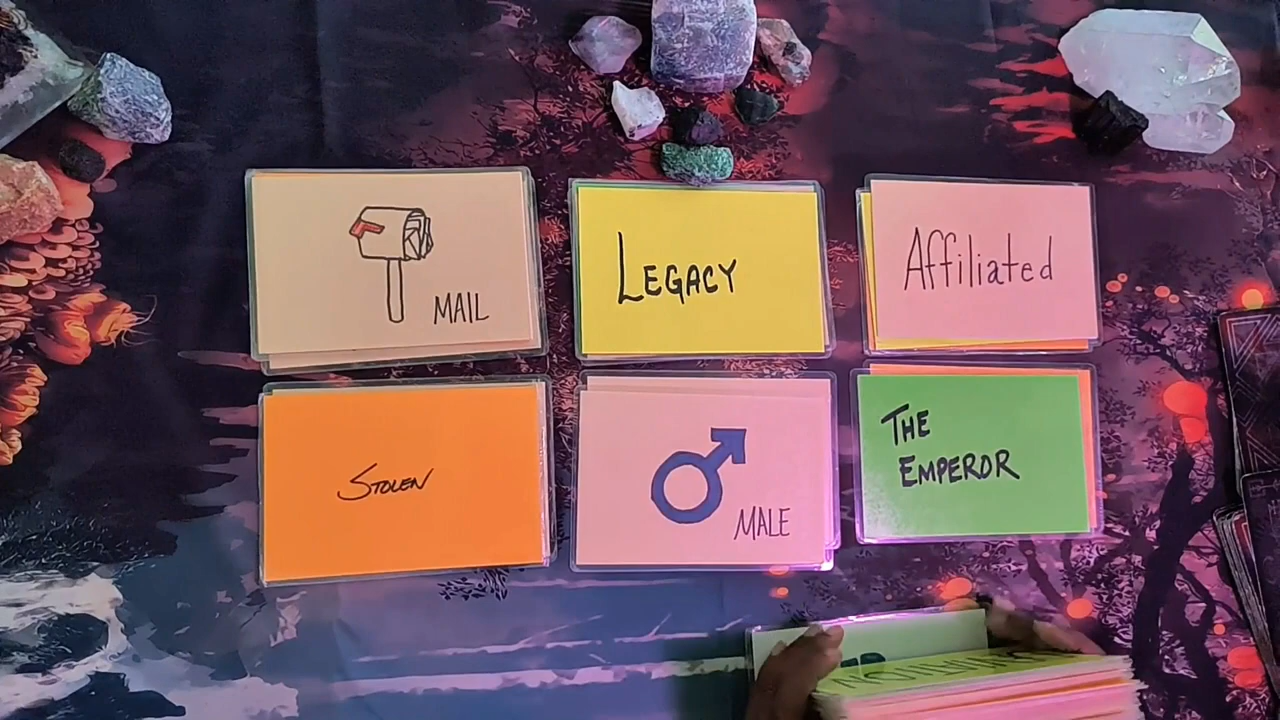 MAIL
LEGACY
Affiliated
STOLEN
MALE
THE
EMPEROR